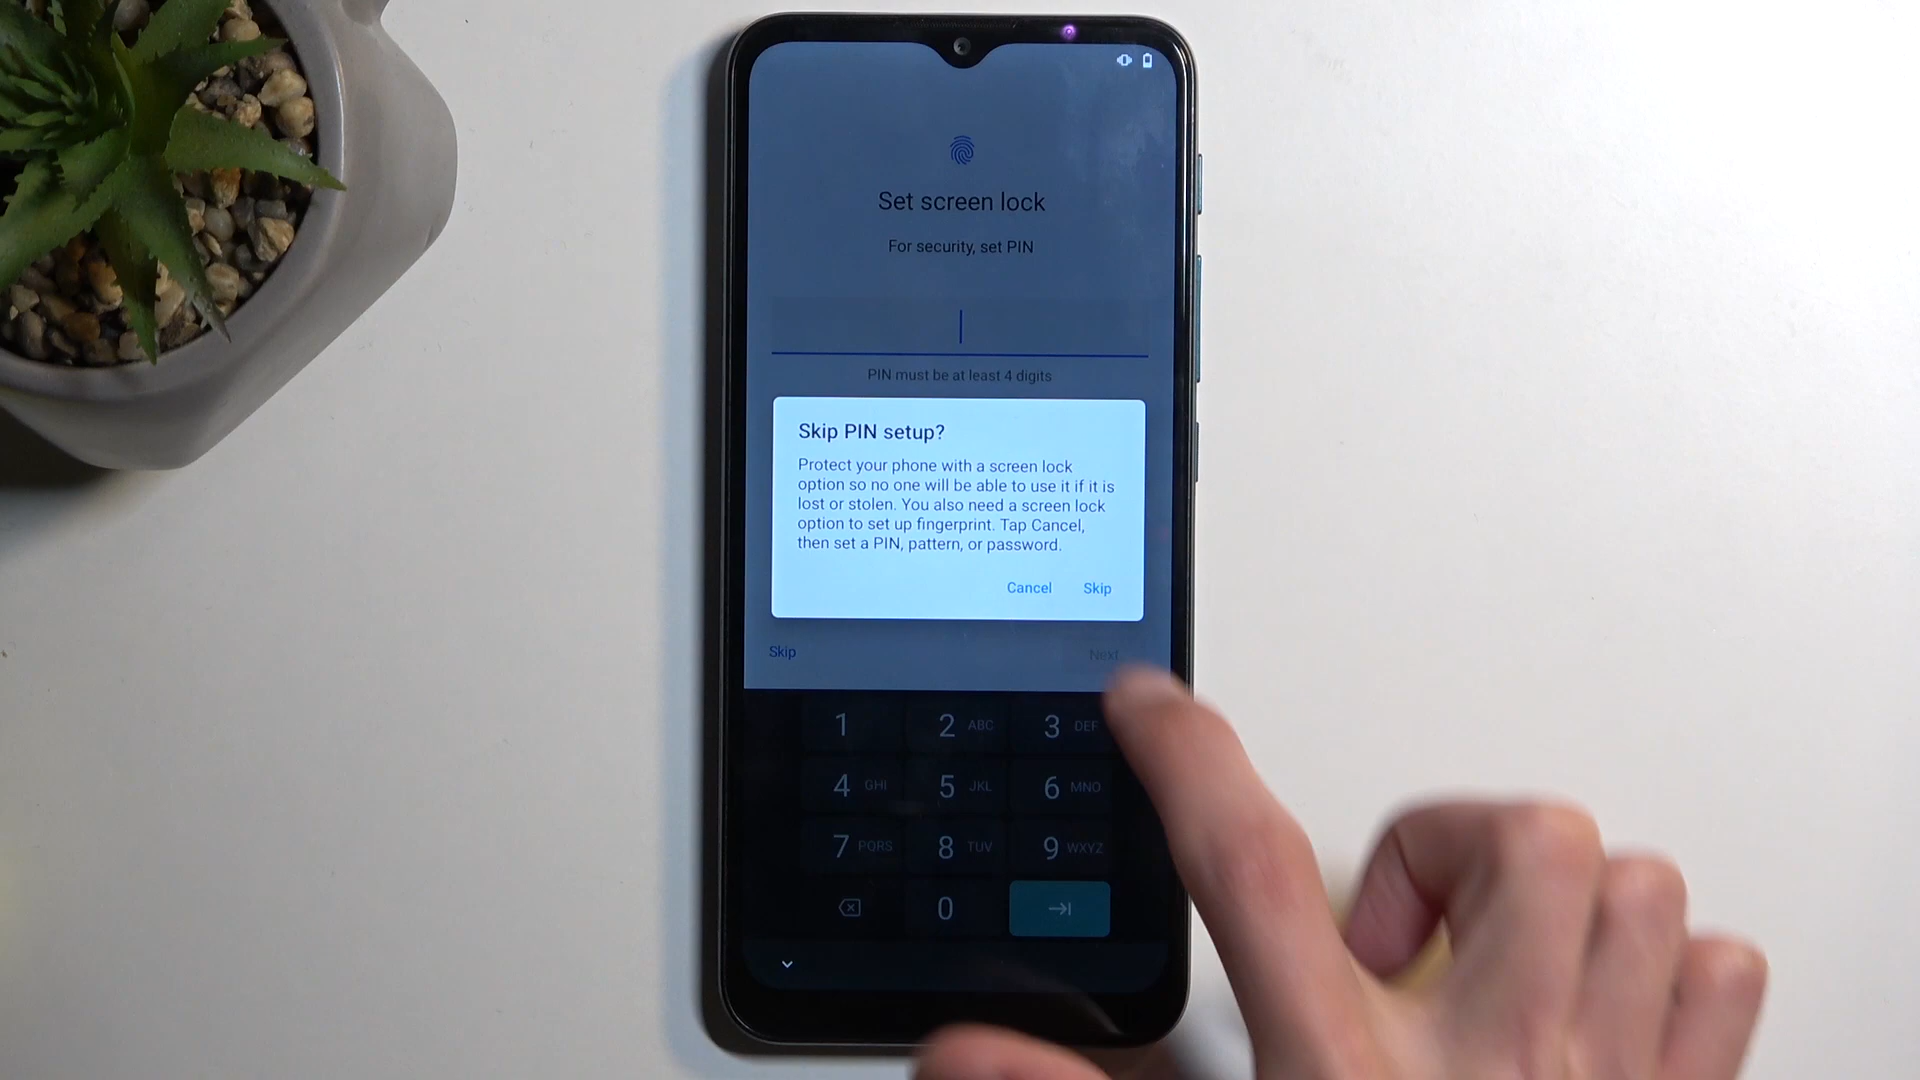 Set screen lock
For security, set PIN
PIN must be at least 4 digits
Skip PIN setup?
Protect your phone with a screen lock
option so no one will be able to use it if it is
lost or stolen. You also need a screen lock
option to set up fingerprint. Tap Cancel,
then set a PIN, pattern, or password.
Cancel Skip
Skip Next
1 2 ABC 3 DEF
4 GHI 5 JKL 6 MNO
7 PQRS 8 TUV 9 WXYZ
0